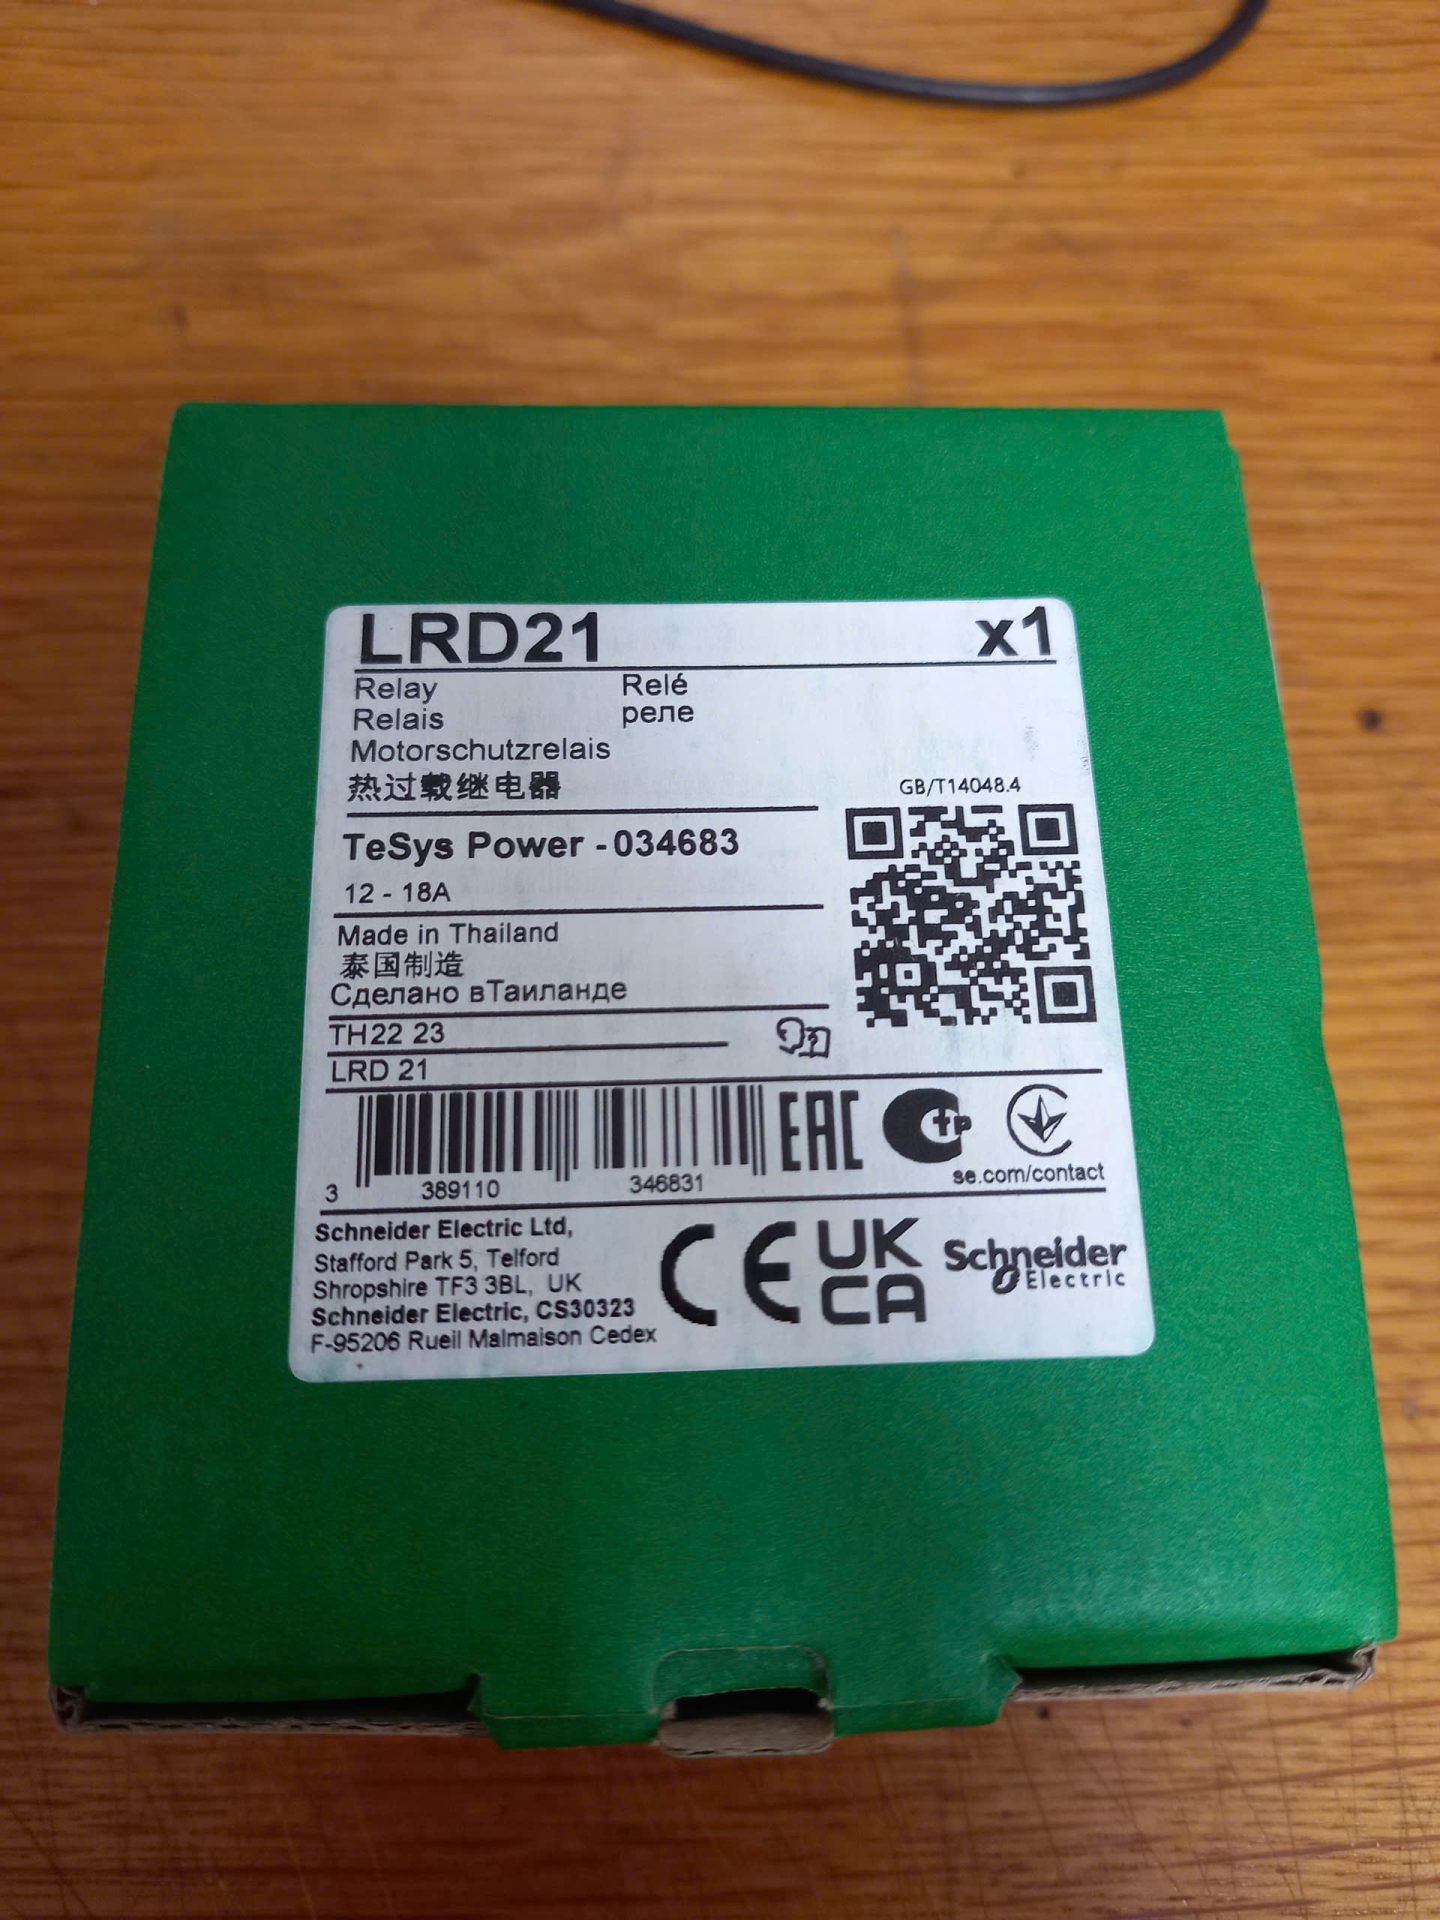 LRD21 x1
Relay Relé
Relais реле
Motorschutzrelais
热过载继电器
GB/T14048.4
TeSys Power - 034683
12 - 18A
Made in Thailand
泰国制造
Сделано вТаиланде
TH22 23
LRD 21
3 389110 346831
EAC
se.com/contact
Schneider Electric Ltd,
Stafford Park 5, Telford
Shropshire TF3 3BL, UK
Schneider Electric, CS30323
F-95206 Rueil Malmaison Cedex
CE
UK
CA
Schneider
Electric